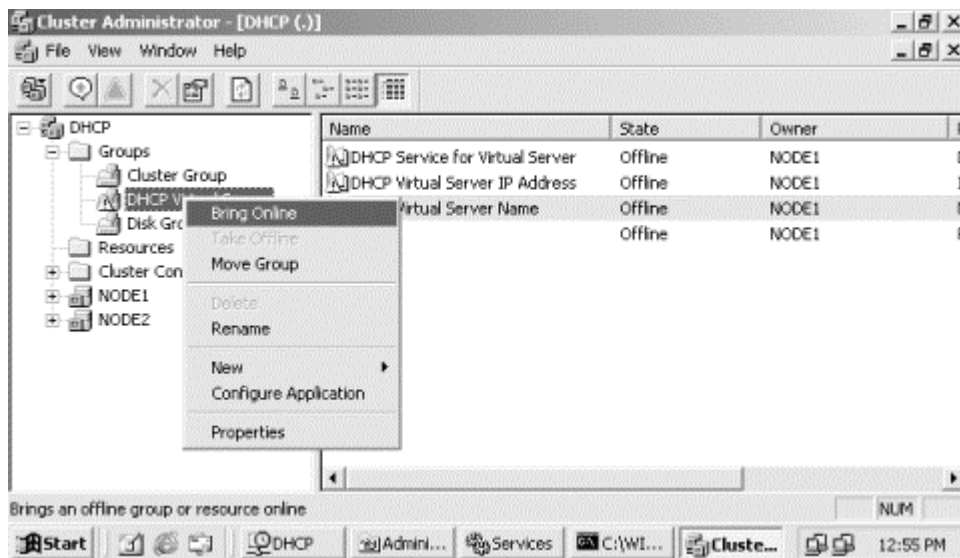 Cluster Administrator - [DHCP (.)]
File View Window Help
DHCP
Groups
Cluster Group
DHCP V
Disk Gro
Resources
Cluster Con
NODE1
NODE2
Name State Owner
DHCP Service for Virtual Server Offline NODE1
DHCP Virtual Server IP Address Offline NODE1
Virtual Server Name Offline NODE1
Offline NODE1
Bring Online
Take Offline
Move Group
Delete
Rename
New
Configure Application
Properties
Brings an offline group or resource online
NUM
Start DHCP Admini... Services C:\WI... Cluste... 12:55 PM